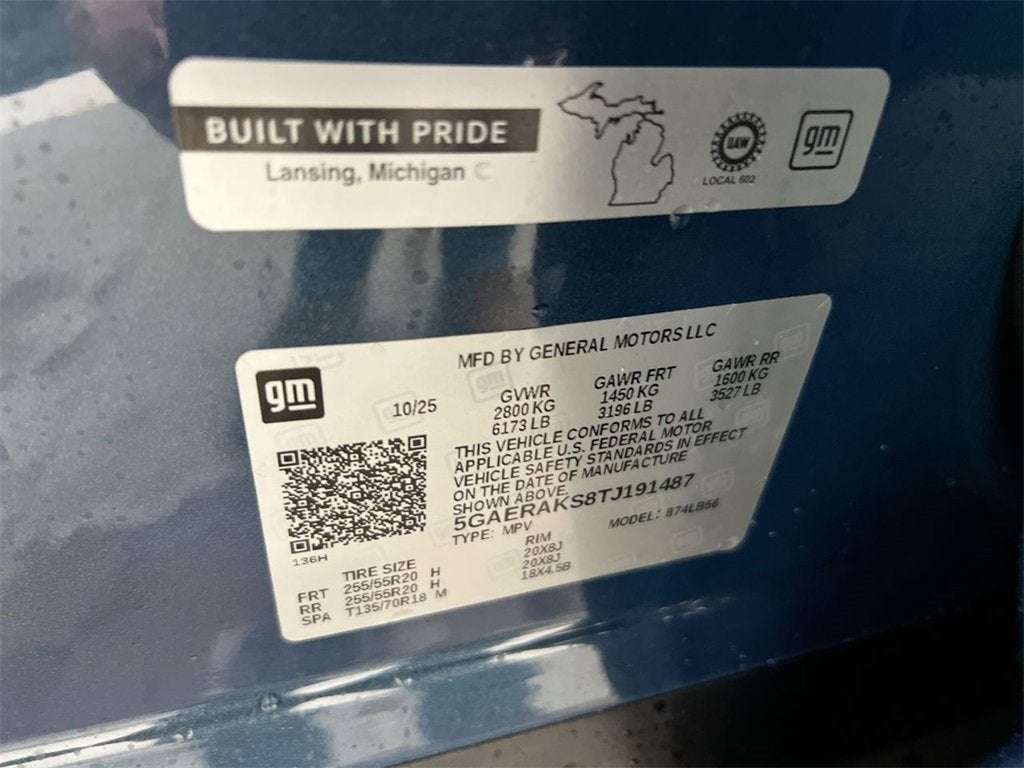 BUILT WITH PRIDE
Lansing, Michigan C
UAW
LOCAL 602
gm
MFD BY GENERAL MOTORS LLC
gm
10/25
GVWR
2800 KG
6173 LB
GAWR FRT
1450 KG
3196 LB
GAWR RR
1600 KG
3527 LB
THIS VEHICLE CONFORMS TO ALL
APPLICABLE U.S. FEDERAL MOTOR
VEHICLE SAFETY STANDARDS IN EFFECT
ON THE DATE OF MANUFACTURE
SHOWN ABOVE.
5GAERAKS8TJ191487
TYPE: MPV
MODEL: 874LB56
136H
TIRE SIZE RIM
FRT 255/55R20 H 20X8J
RR 255/55R20 H 20X8J
SPA T135/70R18 M 18X4.5B